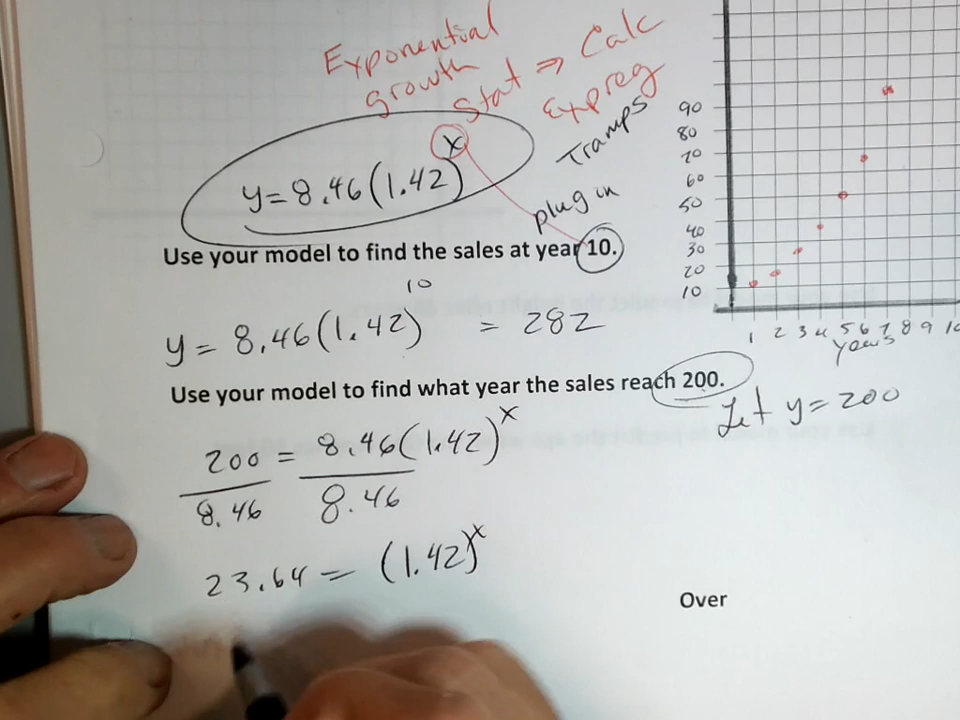 Exponential
growth
Stat ⇒ Calc
Expreg
Tramps
y = 8.46(1.42)^x
plug in
Use your model to find the sales at year 10.
y = 8.46(1.42)^10 = 282
Use your model to find what year the sales reach 200.
Let y = 200
200 = 8.46(1.42)^x
8.46 8.46
23.64 = (1.42)^x
Over
90
80
70
60
50
40
30
20
10
1 2 3 4 5 6 7 8 9 10
years